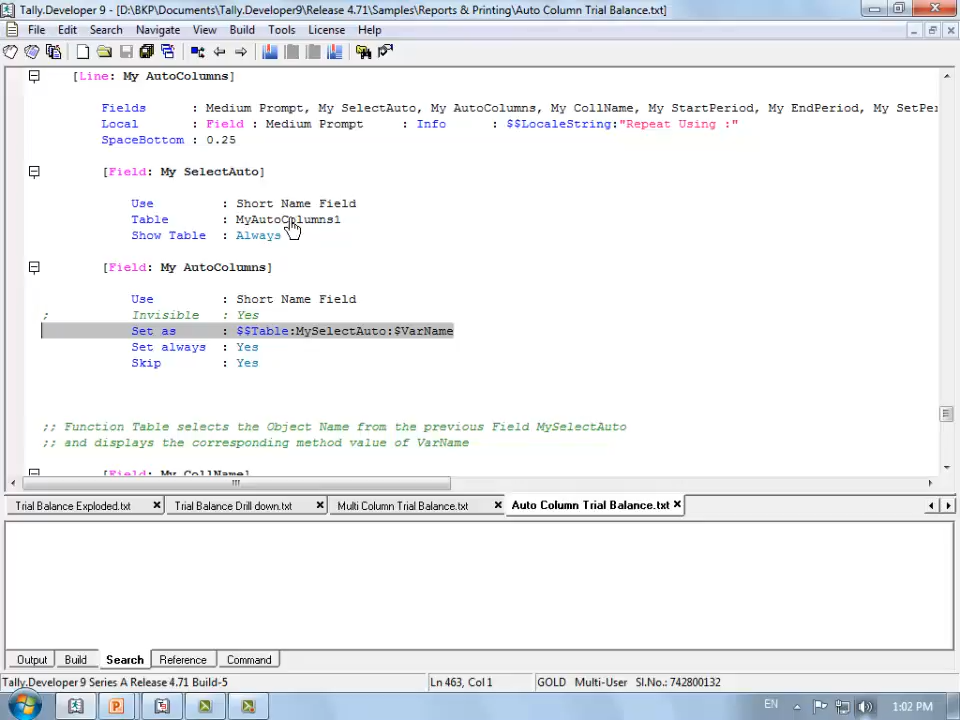 Tally.Developer 9 - [D:\BKP\Documents\Tally.Developer9\Release 4.71\Samples\Reports & Printing\Auto Column Trial Balance.txt]
File Edit Search Navigate View Build Tools License Help
[Line: My AutoColumns]
Fields : Medium Prompt, My SelectAuto, My AutoColumns, My CollName, My StartPeriod, My EndPeriod, My SetPer
Local : Field : Medium Prompt : Info : $$LocaleString:"Repeat Using :"
SpaceBottom : 0.25
[Field: My SelectAuto]
Use : Short Name Field
Table : MyAutoColumns1
Show Table : Always
[Field: My AutoColumns]
Use : Short Name Field
; Invisible : Yes
Set as : $$Table:MySelectAuto:$VarName
Set always : Yes
Skip : Yes
;; Function Table selects the Object Name from the previous Field MySelectAuto
;; and displays the corresponding method value of VarName
[Field: My CollName]
Trial Balance Exploded.txt Trial Balance Drill down.txt Multi Column Trial Balance.txt Auto Column Trial Balance.txt
Output Build Search Reference Command
Tally.Developer 9 Series A Release 4.71 Build-5 Ln 463, Col 1 GOLD Multi-User Sl.No.: 742800132
EN 1:02 PM